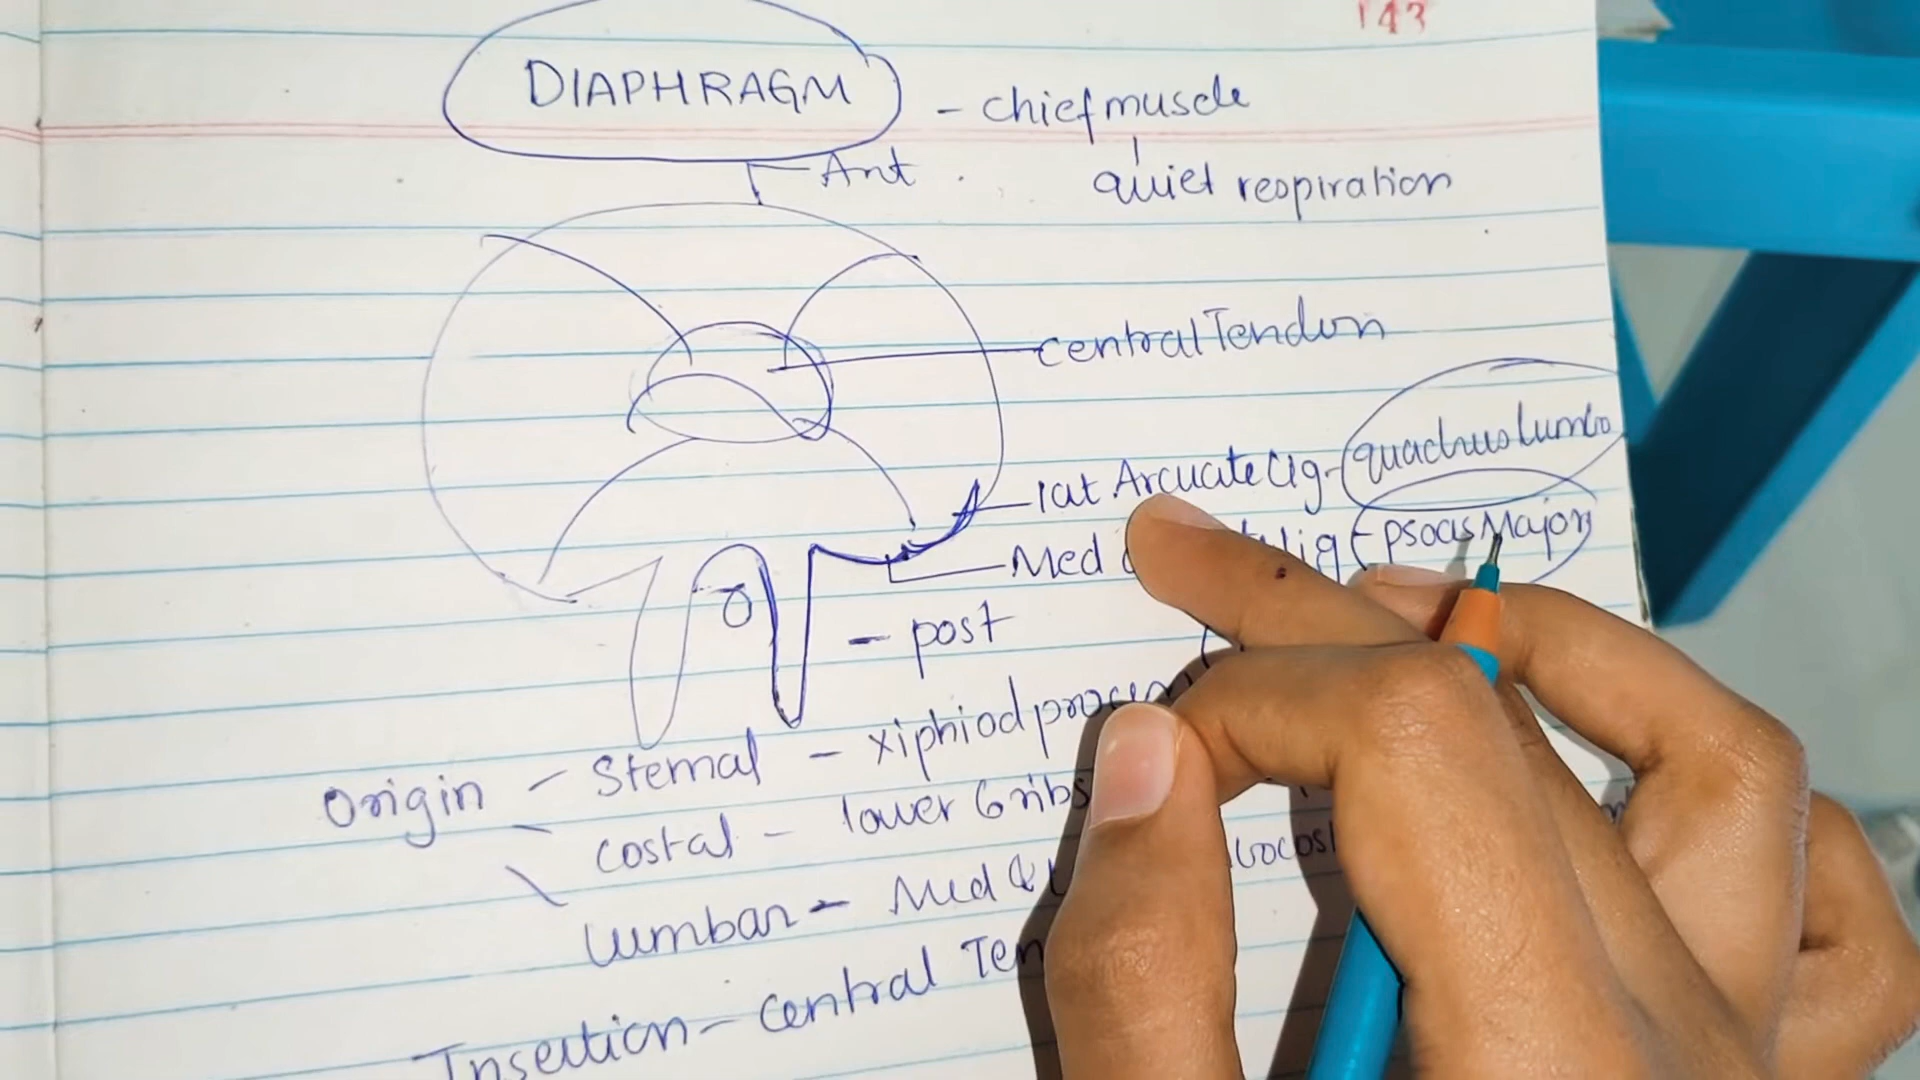 143
DIAPHRAGM - chief muscle
Ant
quiet respiration
central Tendon
lat Arcuate lig - quadrus lumbo
Med lig - psoas Major
- post
Origin - Sternal - xiphiod process
costal - lower 6 ribs
Lumbar - Med &
Insertion - central Ten